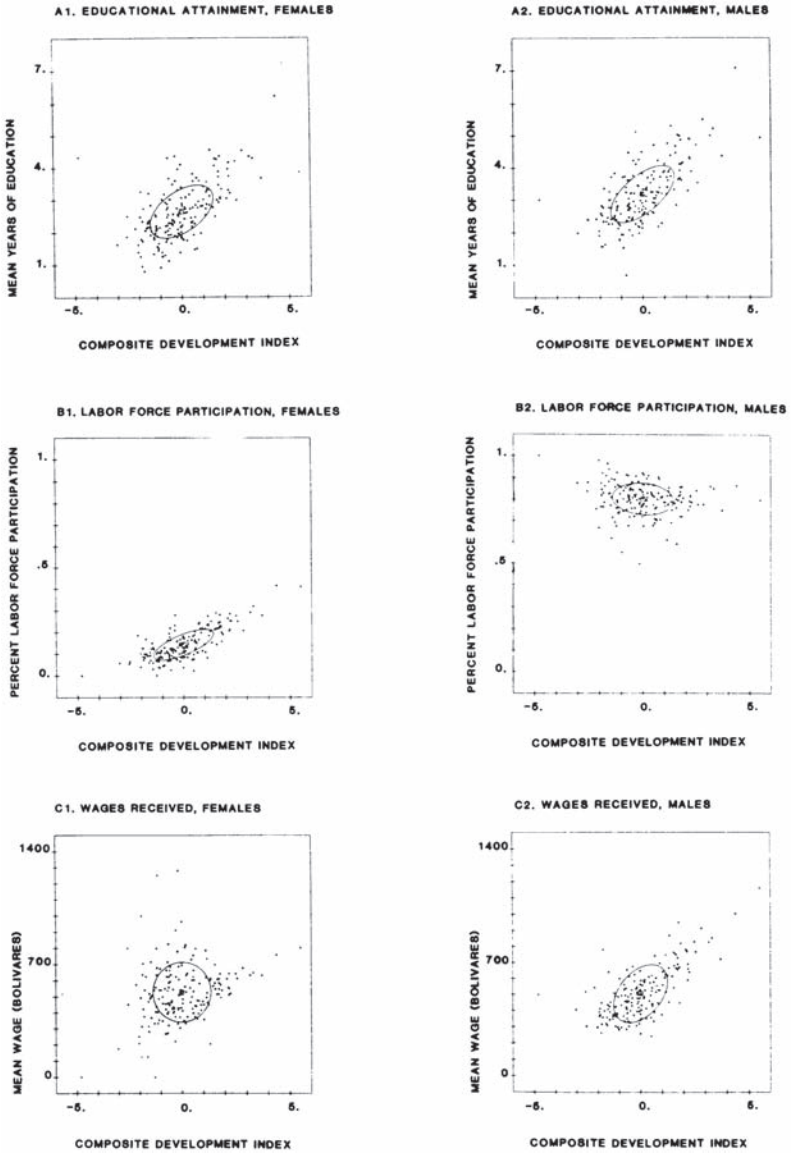 A1. EDUCATIONAL ATTAINMENT, FEMALES
MEAN YEARS OF EDUCATION
7.
4.
1.
-5.
0.
5.
COMPOSITE DEVELOPMENT INDEX
A2. EDUCATIONAL ATTAINMENT, MALES
MEAN YEARS OF EDUCATION
7.
4.
1.
-5.
0.
5.
COMPOSITE DEVELOPMENT INDEX
B1. LABOR FORCE PARTICIPATION, FEMALES
PERCENT LABOR FORCE PARTICIPATION
1.
.5
0.
-5.
0.
5.
COMPOSITE DEVELOPMENT INDEX
B2. LABOR FORCE PARTICIPATION, MALES
PERCENT LABOR FORCE PARTICIPATION
1.
.5
0.
-5.
0.
5.
COMPOSITE DEVELOPMENT INDEX
C1. WAGES RECEIVED, FEMALES
MEAN WAGE (BOLIVARES)
1400
700
0
-5.
0.
5.
COMPOSITE DEVELOPMENT INDEX
C2. WAGES RECEIVED, MALES
MEAN WAGE (BOLIVARES)
1400
700
0
-5.
0.
5.
COMPOSITE DEVELOPMENT INDEX